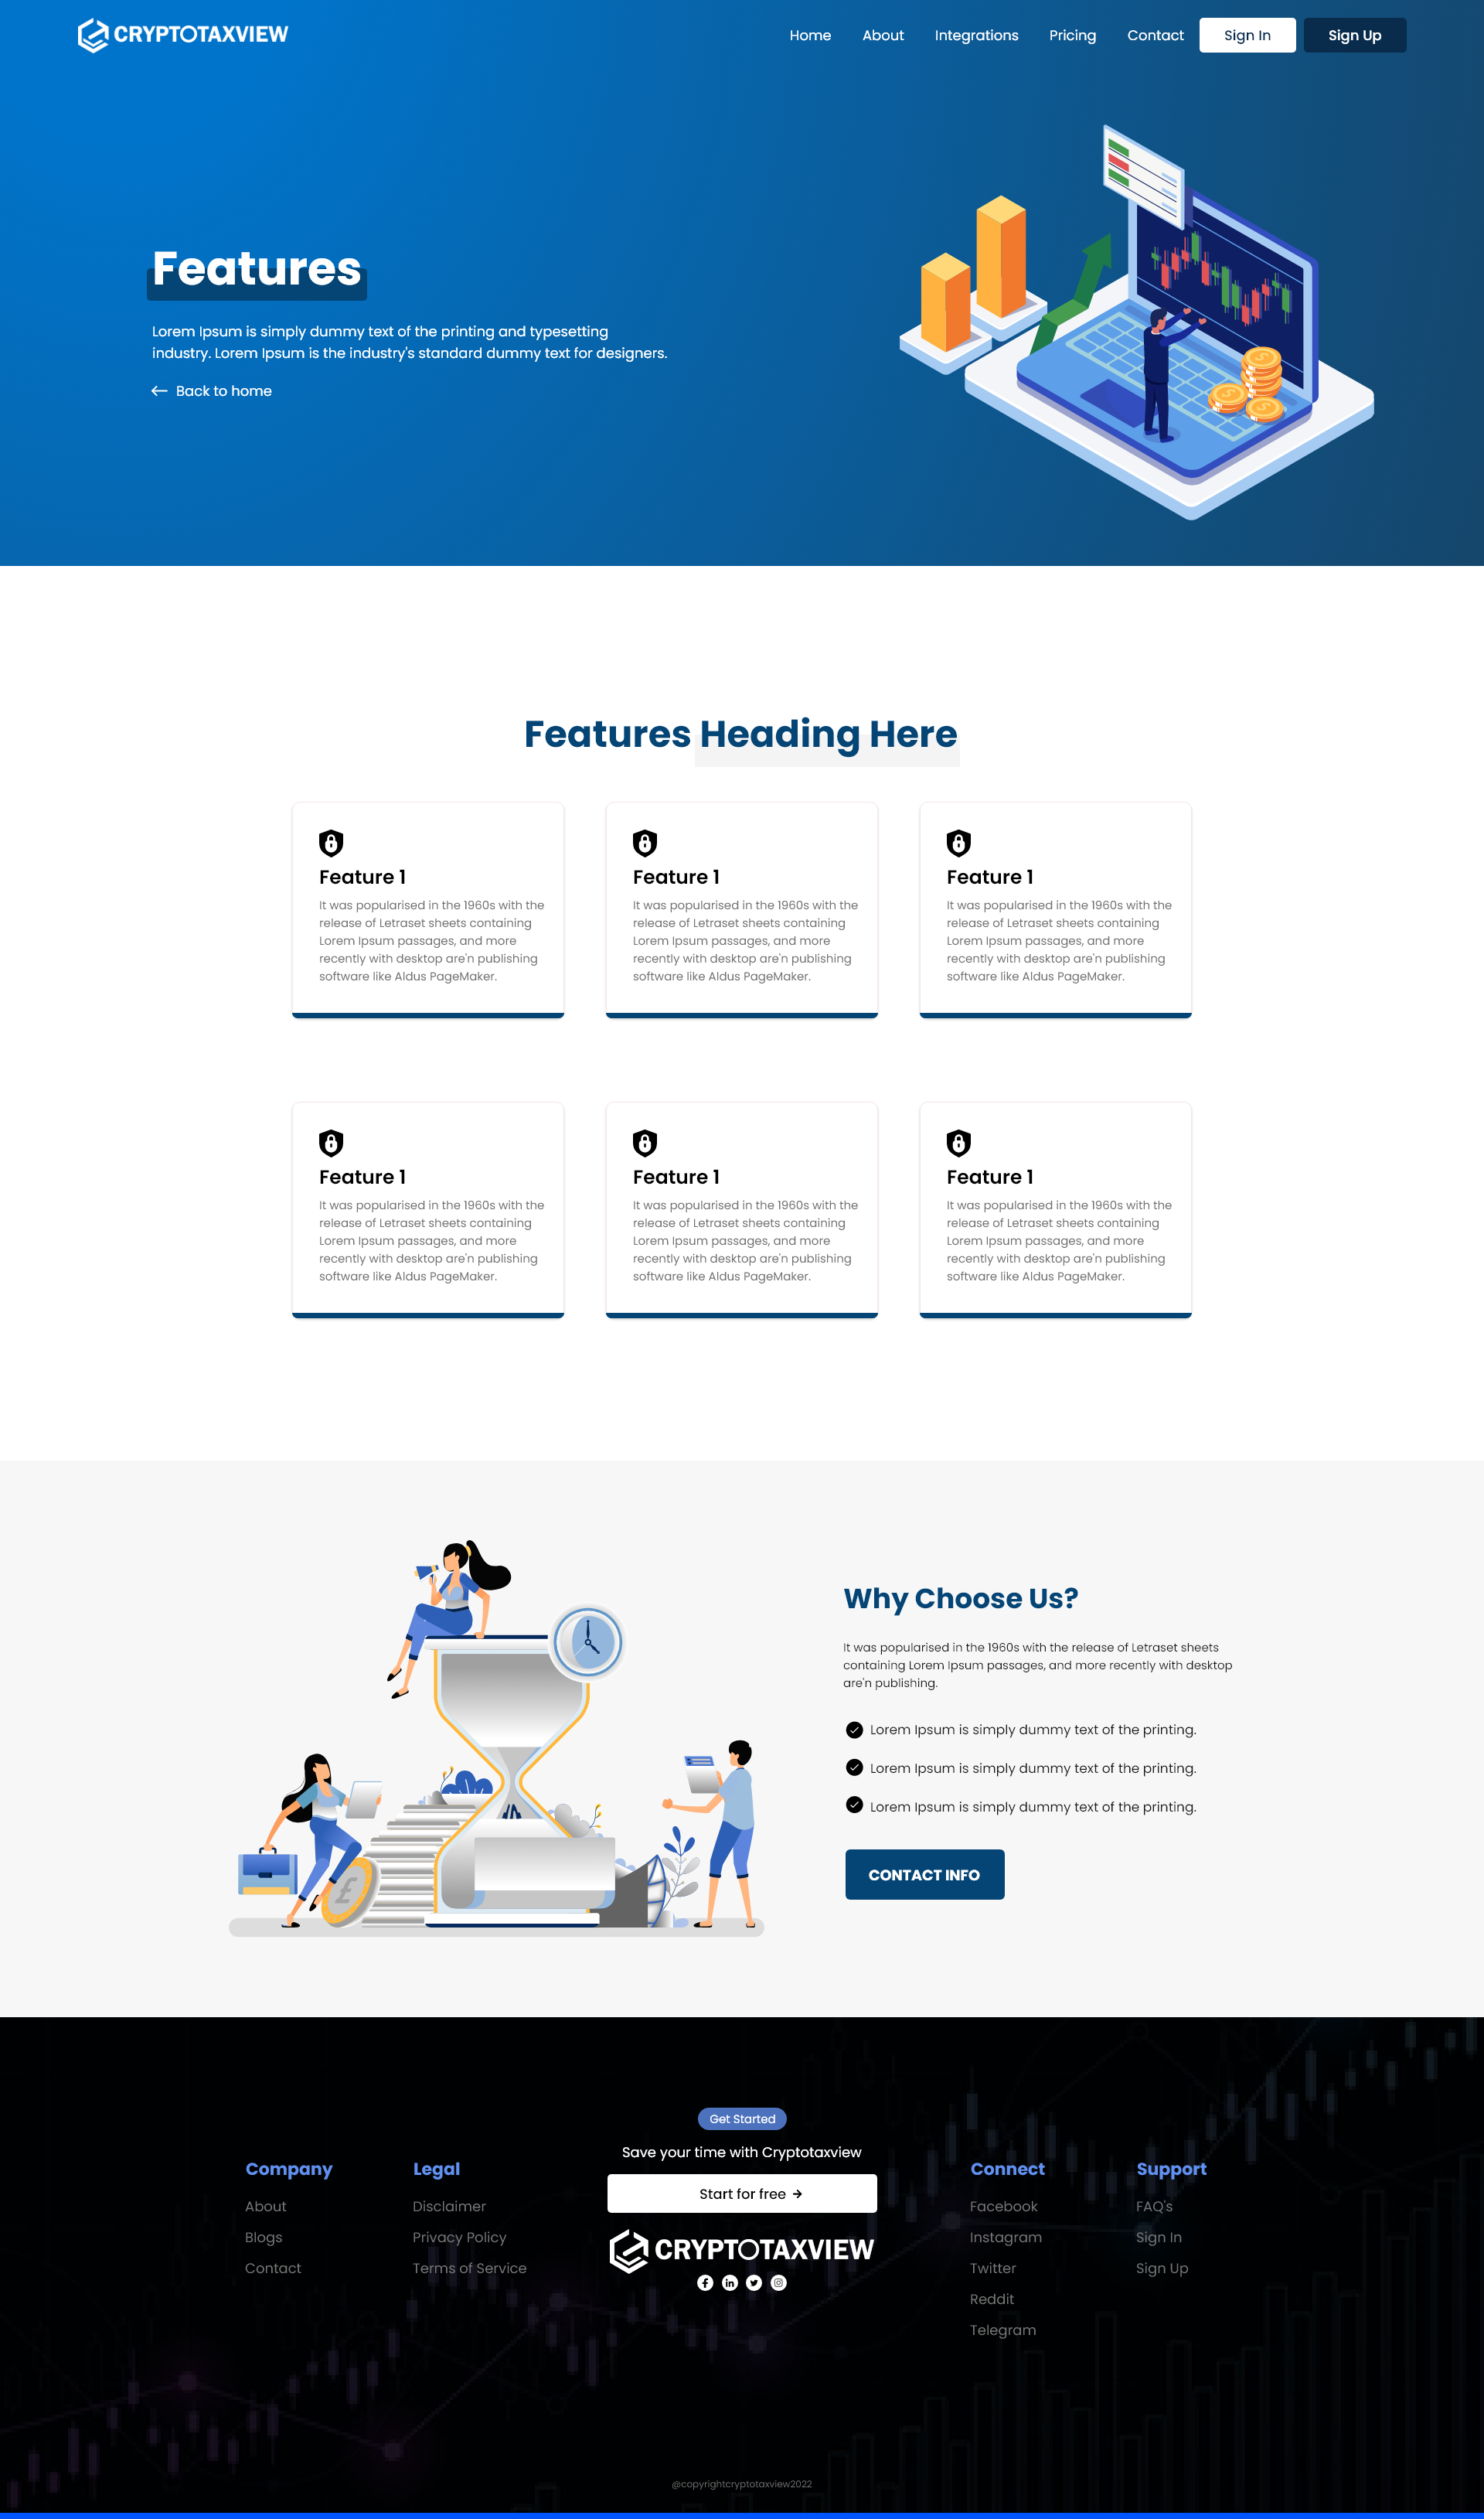 CRYPTOTAXVIEW
Home About Integrations Pricing Contact Sign In Sign Up
Features
Lorem Ipsum is simply dummy text of the printing and typesetting
industry. Lorem Ipsum is the industry's standard dummy text for designers.
Back to home
Features Heading Here
Feature 1
It was popularised in the 1960s with the
release of Letraset sheets containing
Lorem Ipsum passages, and more
recently with desktop are'n publishing
software like Aldus PageMaker.
Feature 1
It was popularised in the 1960s with the
release of Letraset sheets containing
Lorem Ipsum passages, and more
recently with desktop are'n publishing
software like Aldus PageMaker.
Feature 1
It was popularised in the 1960s with the
release of Letraset sheets containing
Lorem Ipsum passages, and more
recently with desktop are'n publishing
software like Aldus PageMaker.
Feature 1
It was popularised in the 1960s with the
release of Letraset sheets containing
Lorem Ipsum passages, and more
recently with desktop are'n publishing
software like Aldus PageMaker.
Feature 1
It was popularised in the 1960s with the
release of Letraset sheets containing
Lorem Ipsum passages, and more
recently with desktop are'n publishing
software like Aldus PageMaker.
Feature 1
It was popularised in the 1960s with the
release of Letraset sheets containing
Lorem Ipsum passages, and more
recently with desktop are'n publishing
software like Aldus PageMaker.
£
Why Choose Us?
It was popularised in the 1960s with the release of Letraset sheets
containing Lorem Ipsum passages, and more recently with desktop
are'n publishing.
Lorem Ipsum is simply dummy text of the printing.
Lorem Ipsum is simply dummy text of the printing.
Lorem Ipsum is simply dummy text of the printing.
CONTACT INFO
Company
About
Blogs
Contact
Legal
Disclaimer
Privacy Policy
Terms of Service
Get Started
Save your time with Cryptotaxview
Start for free
CRYPTOTAXVIEW
Connect
Facebook
Instagram
Twitter
Reddit
Telegram
Support
FAQ's
Sign In
Sign Up
@copyrightcryptotaxview2022